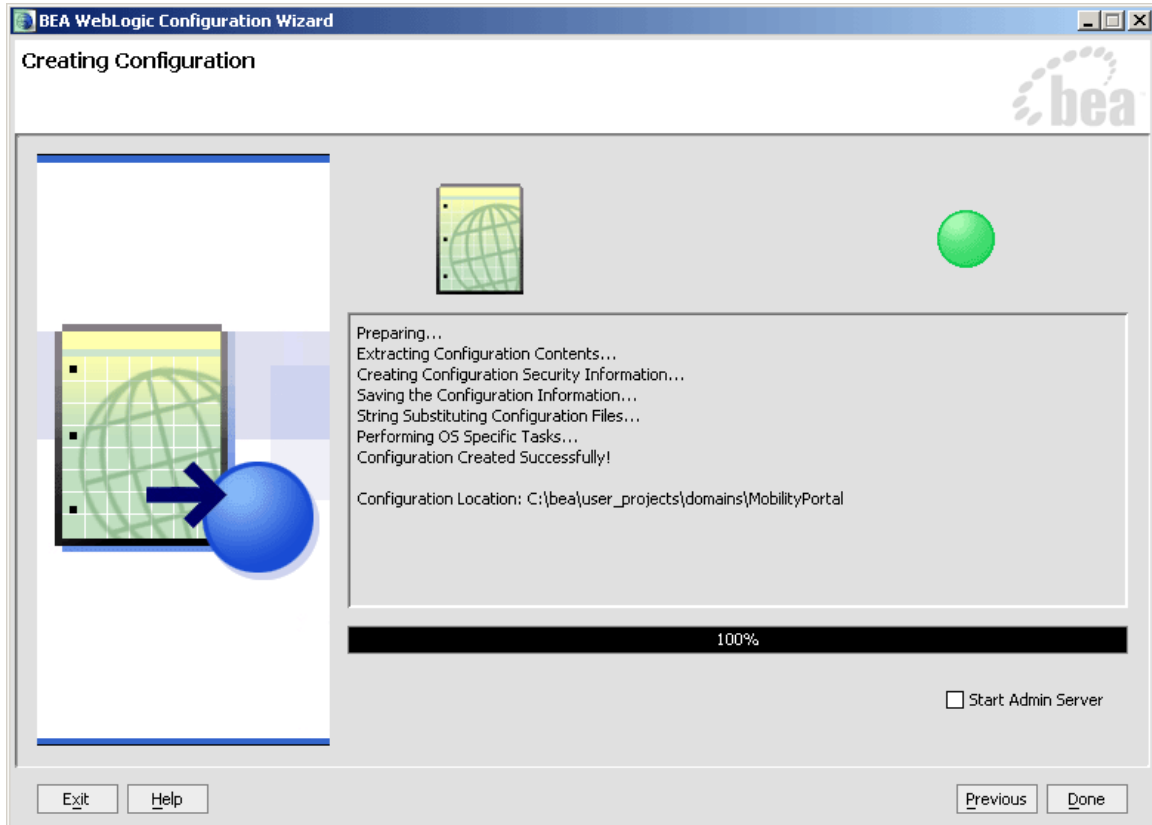 BEA WebLogic Configuration Wizard
Creating Configuration
bea
Preparing...
Extracting Configuration Contents...
Creating Configuration Security Information...
Saving the Configuration Information...
String Substituting Configuration Files...
Performing OS Specific Tasks...
Configuration Created Successfully!
Configuration Location: C:\bea\user_projects\domains\MobilityPortal
100%
Start Admin Server
Exit
Help
Previous
Done